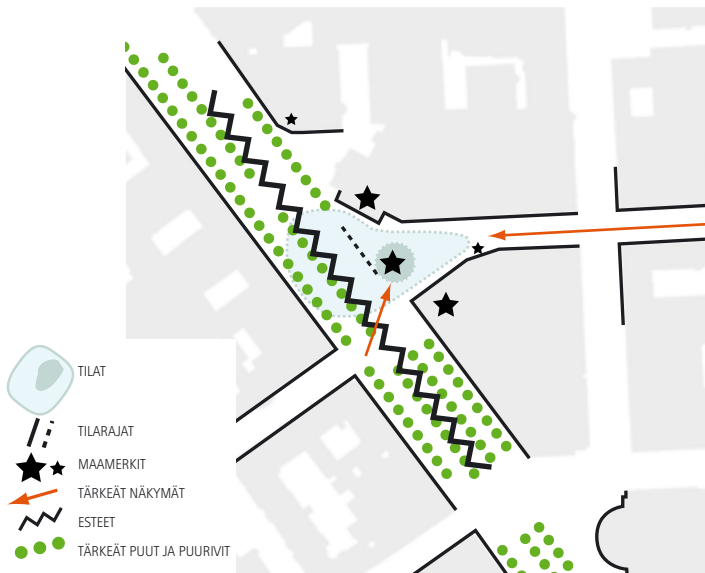 TILAT
TILARAJAT
MAAMERKIT
TÄRKEÄT NÄKYMÄT
ESTEET
TÄRKEÄT PUUT JA PUURIVIT